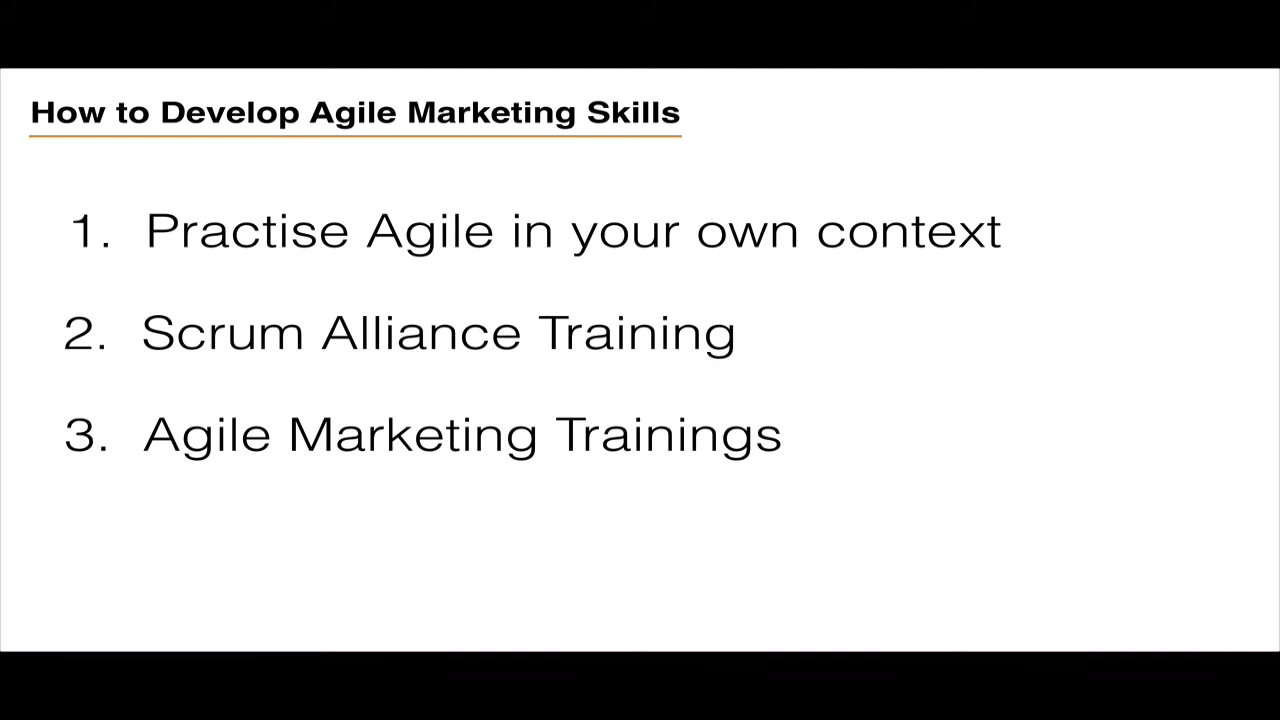 How to Develop Agile Marketing Skills
1. Practise Agile in your own context
2. Scrum Alliance Training
3. Agile Marketing Trainings